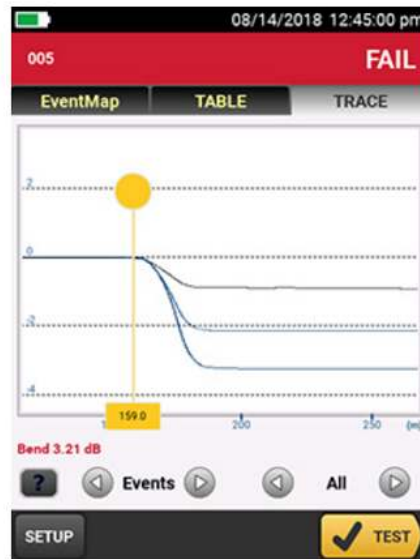 08/14/2018 12:45:00 pm
005 FAIL
EventMap TABLE TRACE
2
0
-2
-4
159.0
200 250
Bend 3.21 dB
? Events All
SETUP TEST